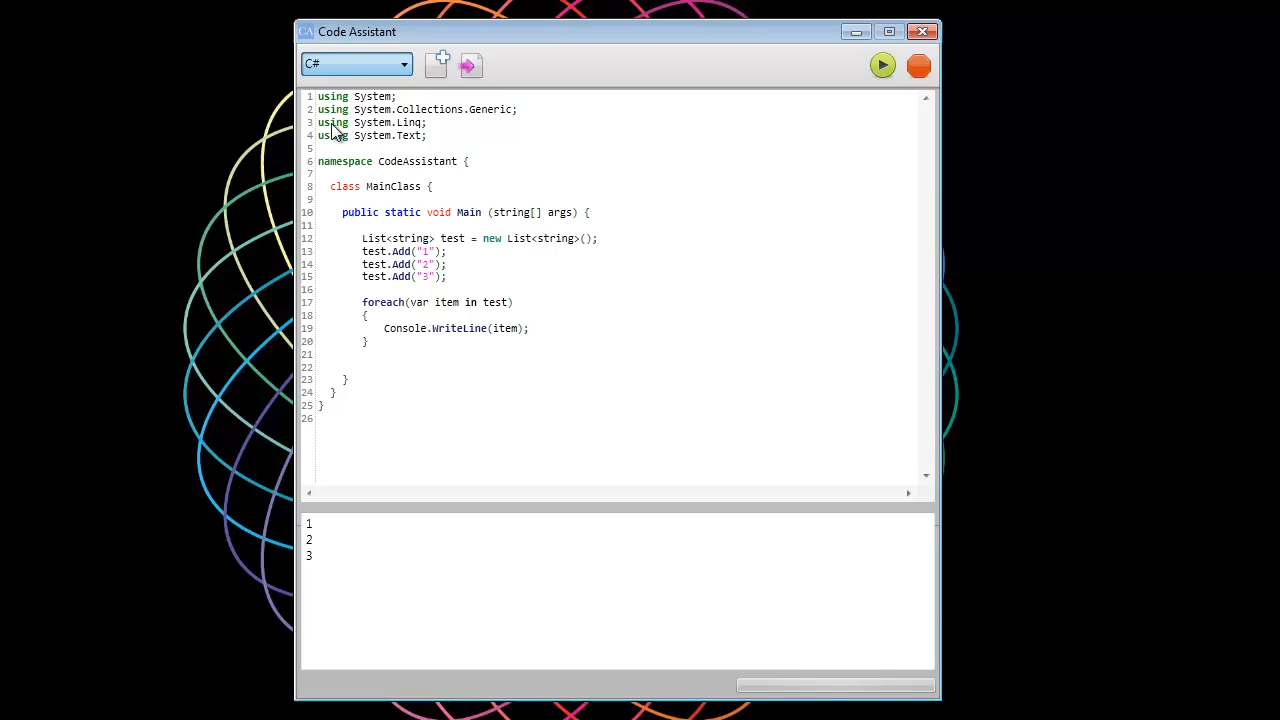 CA Code Assistant
C#
1 using System;
2 using System.Collections.Generic;
3 using System.Linq;
4 using System.Text;
5
6 namespace CodeAssistant {
7
8 class MainClass {
9
10 public static void Main (string[] args) {
11
12 List<string> test = new List<string>();
13 test.Add("1");
14 test.Add("2");
15 test.Add("3");
16
17 foreach(var item in test)
18 {
19 Console.WriteLine(item);
20 }
21
22
23 }
24 }
25 }
26
1
2
3